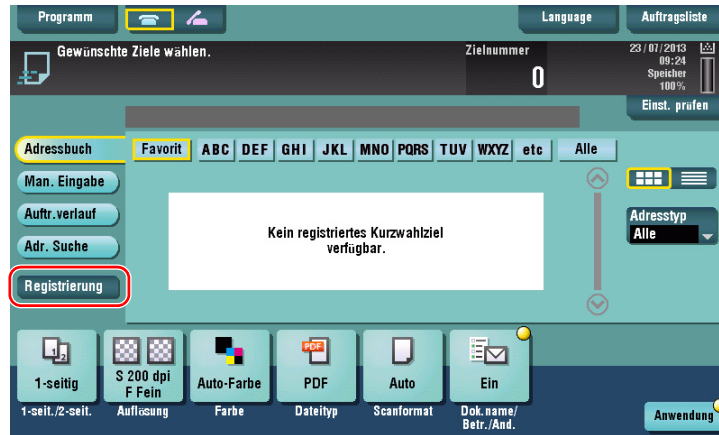 Programm
Language
Auftragsliste
Gewünschte Ziele wählen.
Zielnummer
0
23/07/2013
09:24
Speicher
100%
Einst. prüfen
Adressbuch
Favorit ABC DEF GHI JKL MNO PQRS TUV WXYZ etc Alle
Man. Eingabe
Auftr.verlauf
Adr. Suche
Registrierung
Kein registriertes Kurzwahlziel
verfügbar.
Adresstyp
Alle
1 2
1-seitig
1-seit./2-seit.
S 200 dpi
F Fein
Auflösung
Auto-Farbe
Farbe
PDF
PDF
Dateityp
Auto
Scanformat
Ein
Dok.name/
Betr./And.
Anwendung